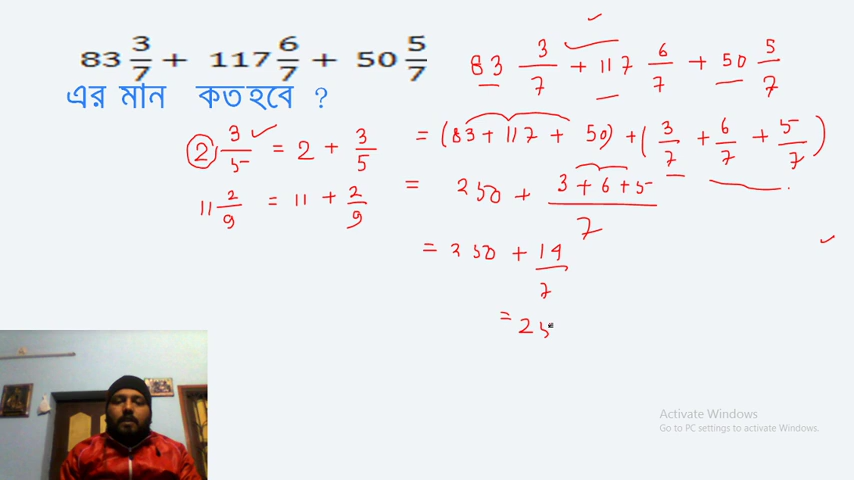 83 3/7 + 117 6/7 + 50 5/7
এর মান কত হবে ?
83 3/7 + 117 6/7 + 50 5/7
= (83 + 117 + 50) + (3/7 + 6/7 + 5/7)
= 250 + (3 + 6 + 5)/7
= 250 + 14/7
= 25
2 3/5 = 2 + 3/5
11 2/9 = 11 + 2/9
Activate Windows
Go to PC settings to activate Windows.